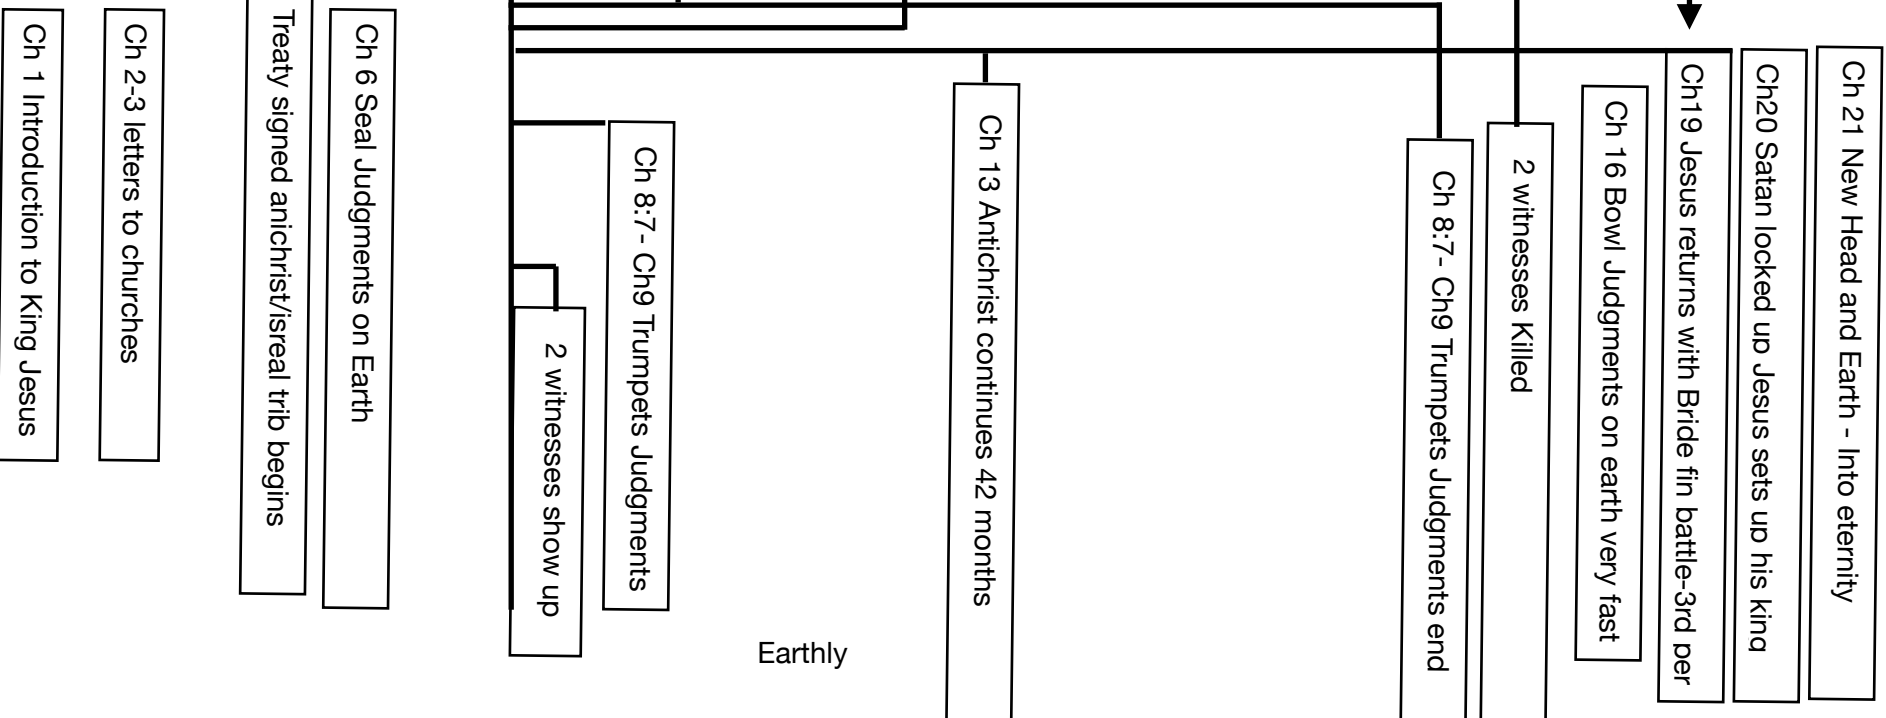 Ch 1 Introduction to King Jesus
Ch 2-3 letters to churches
Treaty signed anichrist/isreal trib begins
Ch 6 Seal Judgments on Earth
2 witnesses show up
Ch 8:7- Ch9 Trumpets Judgments
Earthly
Ch 13 Antichrist continues 42 months
Ch 8:7- Ch9 Trumpets Judgments end
2 witnesses Killed
Ch 16 Bowl Judgments on earth very fast
Ch19 Jesus returns with Bride fin battle-3rd per
Ch20 Satan locked up Jesus sets up his king
Ch 21 New Head and Earth - Into eternity